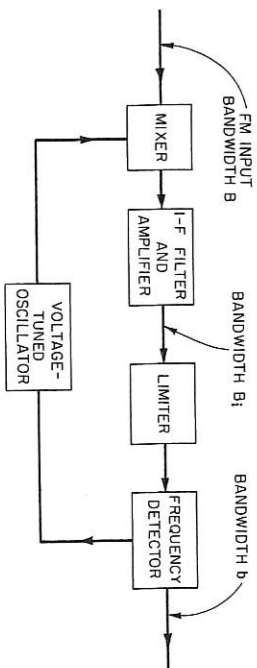 FM INPUT
BANDWIDTH B
MIXER
I-F FILTER
AND
AMPLIFIER
BANDWIDTH Bi
LIMITER
FREQUENCY
DETECTOR
BANDWIDTH b
VOLTAGE-
TUNED
OSCILLATOR